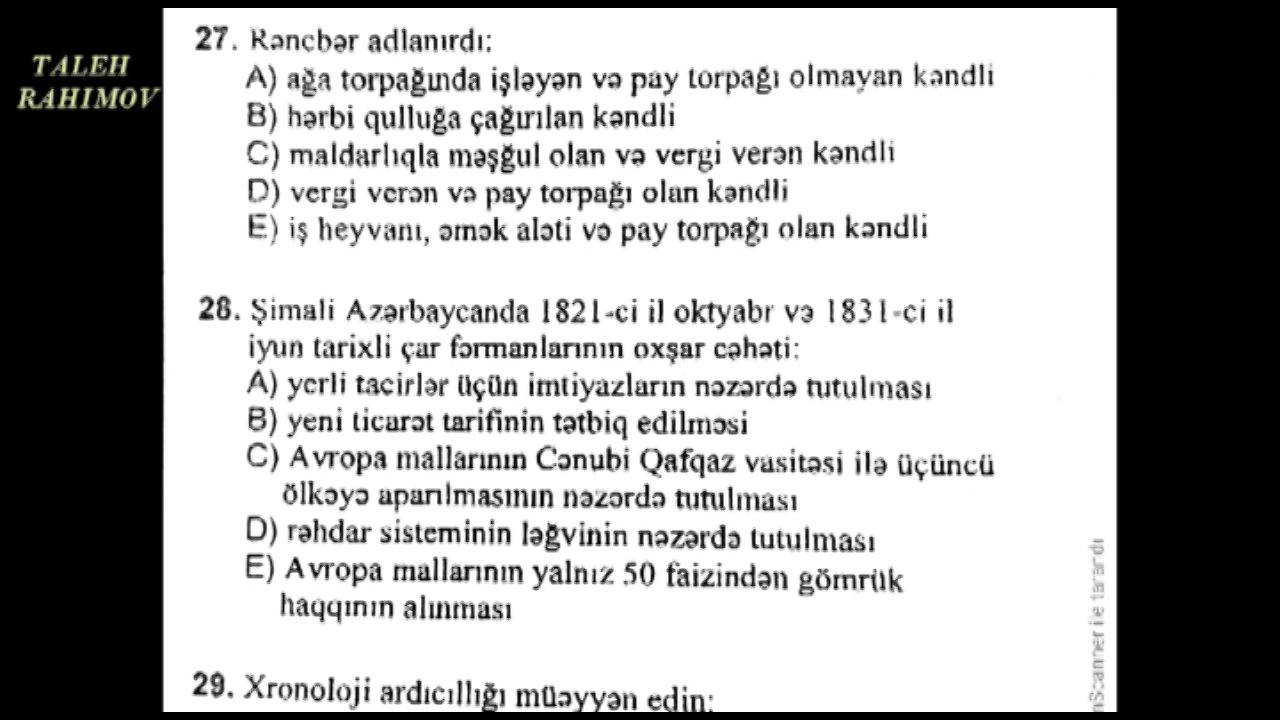 TALEH
RAHIMOV
27. Rəncbər adlanırdı:
A) ağa torpağında işləyən və pay torpağı olmayan kəndli
B) hərbi qulluğa çağırılan kəndli
C) maldarlıqla məşğul olan və vergi verən kəndli
D) vergi verən və pay torpağı olan kəndli
E) iş heyvanı, əmək aləti və pay torpağı olan kəndli
28. Şimali Azərbaycanda 1821-ci il oktyabr və 1831-ci il
iyun tarixli çar fərmanlarının oxşar cəhəti:
A) yerli tacirlər üçün imtiyazların nəzərdə tutulması
B) yeni ticarət tarifinin tətbiq edilməsi
C) Avropa mallarının Cənubi Qafqaz vasitəsi ilə üçüncü
ölkəyə aparılmasının nəzərdə tutulması
D) rəhdar sisteminin ləğvinin nəzərdə tutulması
E) Avropa mallarının yalnız 50 faizindən gömrük
haqqının alınması
29. Xronoloji ardıcıllığı müəyyən edin:
nScanner ilə tarandı